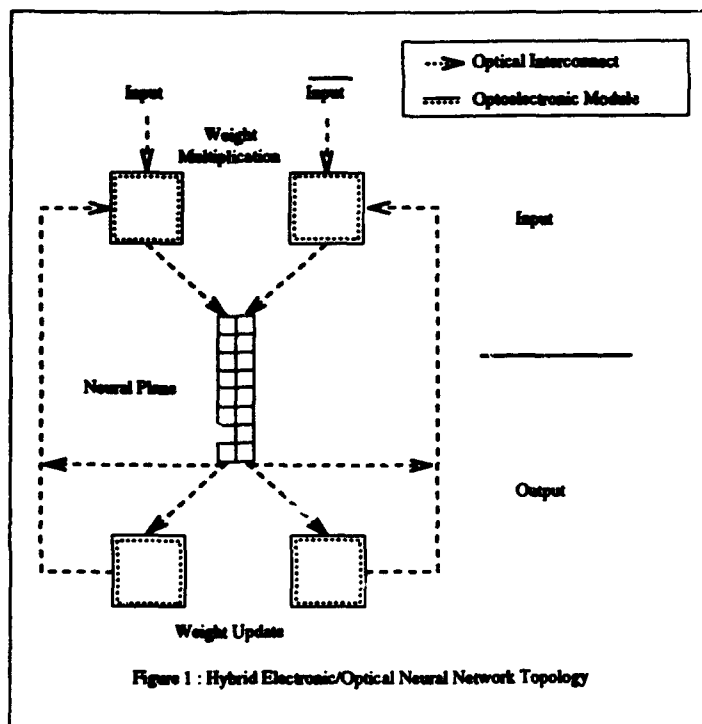 Optical Interconnect
Optoelectronic Module
Input
Input
Weight
Multiplication
Input
Neural Plane
Output
Weight Update
Figure 1 : Hybrid Electronic/Optical Neural Network Topology